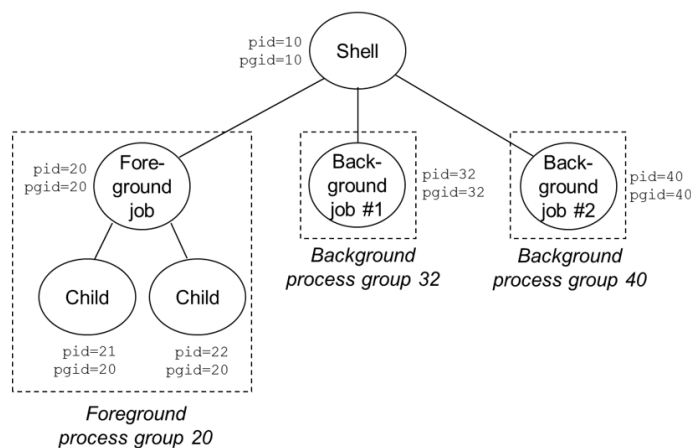 pid=10
pgid=10
Shell
pid=20
pgid=20
Fore-
ground
job
Back-
ground
job #1
pid=32
pgid=32
Back-
ground
job #2
pid=40
pgid=40
Background
process group 32
Background
process group 40
Child
Child
pid=21
pgid=20
pid=22
pgid=20
Foreground
process group 20